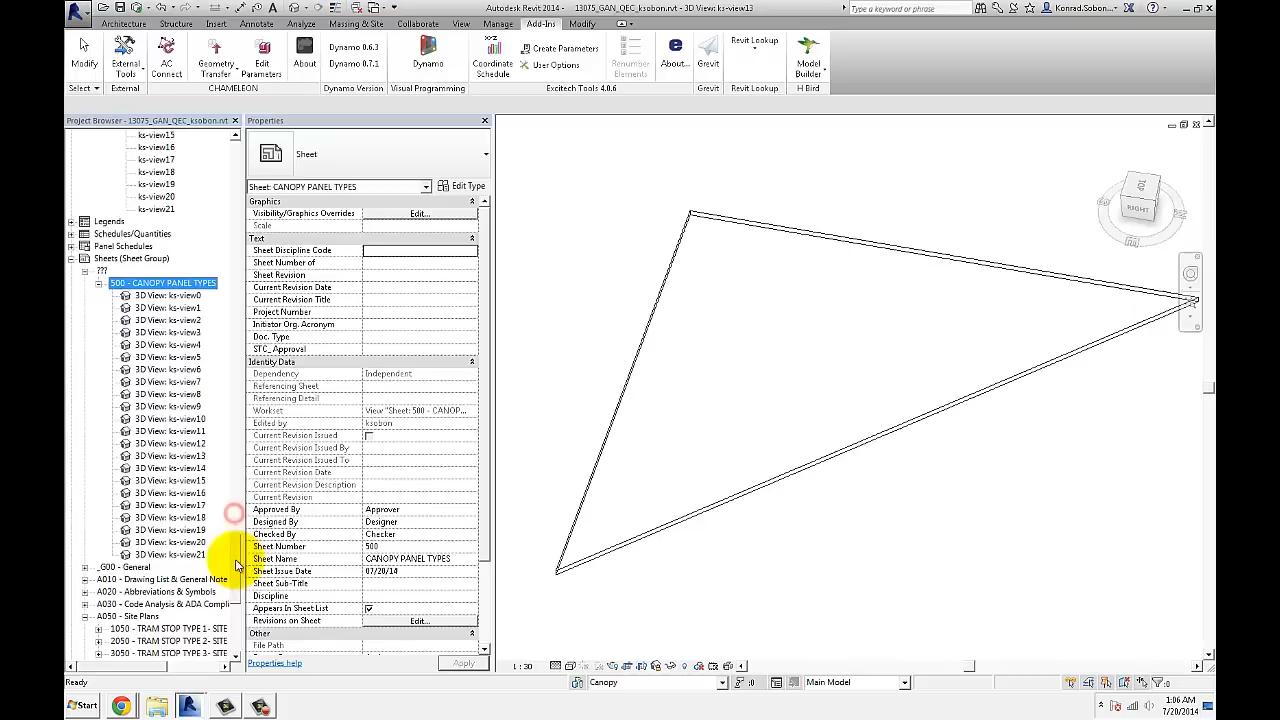 Autodesk Revit 2014 - 13075_GAN_QEC_ksobon.rvt - 3D View: ks-view13
Type a keyword or phrase
Konrad.Sobon...
Architecture Structure Insert Annotate Analyze Massing & Site Collaborate View Manage Add-Ins Modify
Modify
External Tools
AC Connect
Geometry Transfer
Edit Parameters
About
Dynamo 0.6.3
Dynamo 0.7.1
Dynamo
Coordinate Schedule
Create Parameters
User Options
Renumber Elements
About...
Grevit
Revit Lookup
Model Builder
Select External CHAMELEON Dynamo Version Visual Programming Excitech Tools 4.0.6 Grevit Revit Lookup H Bird
Project Browser - 13075_GAN_QEC_ksobon.rvt
ks-view15
ks-view16
ks-view17
ks-view18
ks-view19
ks-view20
ks-view21
Legends
Schedules/Quantities
Panel Schedules
Sheets (Sheet Group)
???
500 - CANOPY PANEL TYPES
3D View: ks-view0
3D View: ks-view1
3D View: ks-view2
3D View: ks-view3
3D View: ks-view4
3D View: ks-view5
3D View: ks-view6
3D View: ks-view7
3D View: ks-view8
3D View: ks-view9
3D View: ks-view10
3D View: ks-view11
3D View: ks-view12
3D View: ks-view13
3D View: ks-view14
3D View: ks-view15
3D View: ks-view16
3D View: ks-view17
3D View: ks-view18
3D View: ks-view19
3D View: ks-view20
3D View: ks-view21
_G00 - General
A010 - Drawing List & General Note
A020 - Abbreviations & Symbols
A030 - Code Analysis & ADA Compli
A050 - Site Plans
1050 - TRAM STOP TYPE 1- SITE
2050 - TRAM STOP TYPE 2- SITE
3050 - TRAM STOP TYPE 3- SITE
Properties
Sheet
Sheet: CANOPY PANEL TYPES
Edit Type
Graphics
Visibility/Graphics Overrides Edit...
Scale
Text
Sheet Discipline Code
Sheet Number of
Sheet Revision
Current Revision Date
Current Revision Title
Project Number
Initiator Org. Acronym
Doc. Type
STC_ Approval
Identity Data
Dependency Independent
Referencing Sheet
Referencing Detail
Workset View "Sheet: 500 - CANOP...
Edited by ksobon
Current Revision Issued
Current Revision Issued By
Current Revision Issued To
Current Revision Date
Current Revision Description
Current Revision
Approved By Approver
Designed By Designer
Checked By Checker
Sheet Number 500
Sheet Name CANOPY PANEL TYPES
Sheet Issue Date 07/20/14
Sheet Sub-Title
Discipline
Appears In Sheet List
Revisions on Sheet Edit...
Other
File Path
Properties help
Apply
TOP
RIGHT
1 : 30
Ready
Canopy
:0
Main Model
:0
Start
1:06 AM
7/20/2014